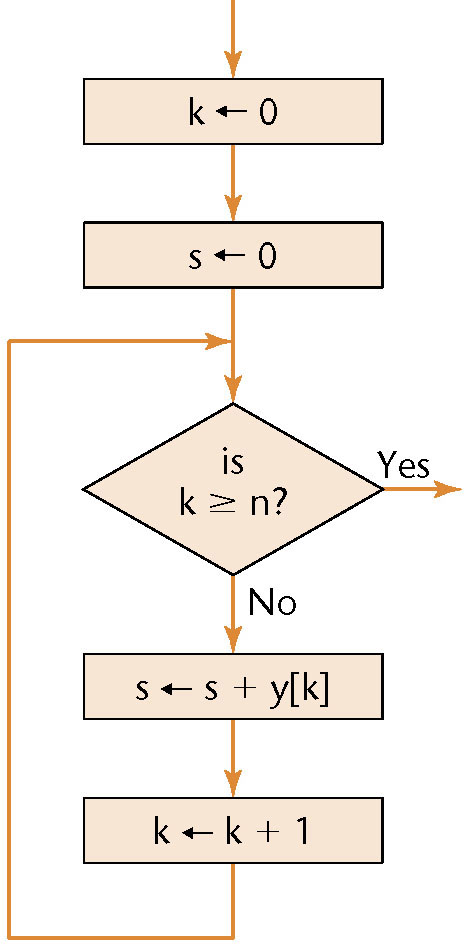 k ← 0
s ← 0
is
k ≥ n?
Yes
No
s ← s + y[k]
k ← k + 1